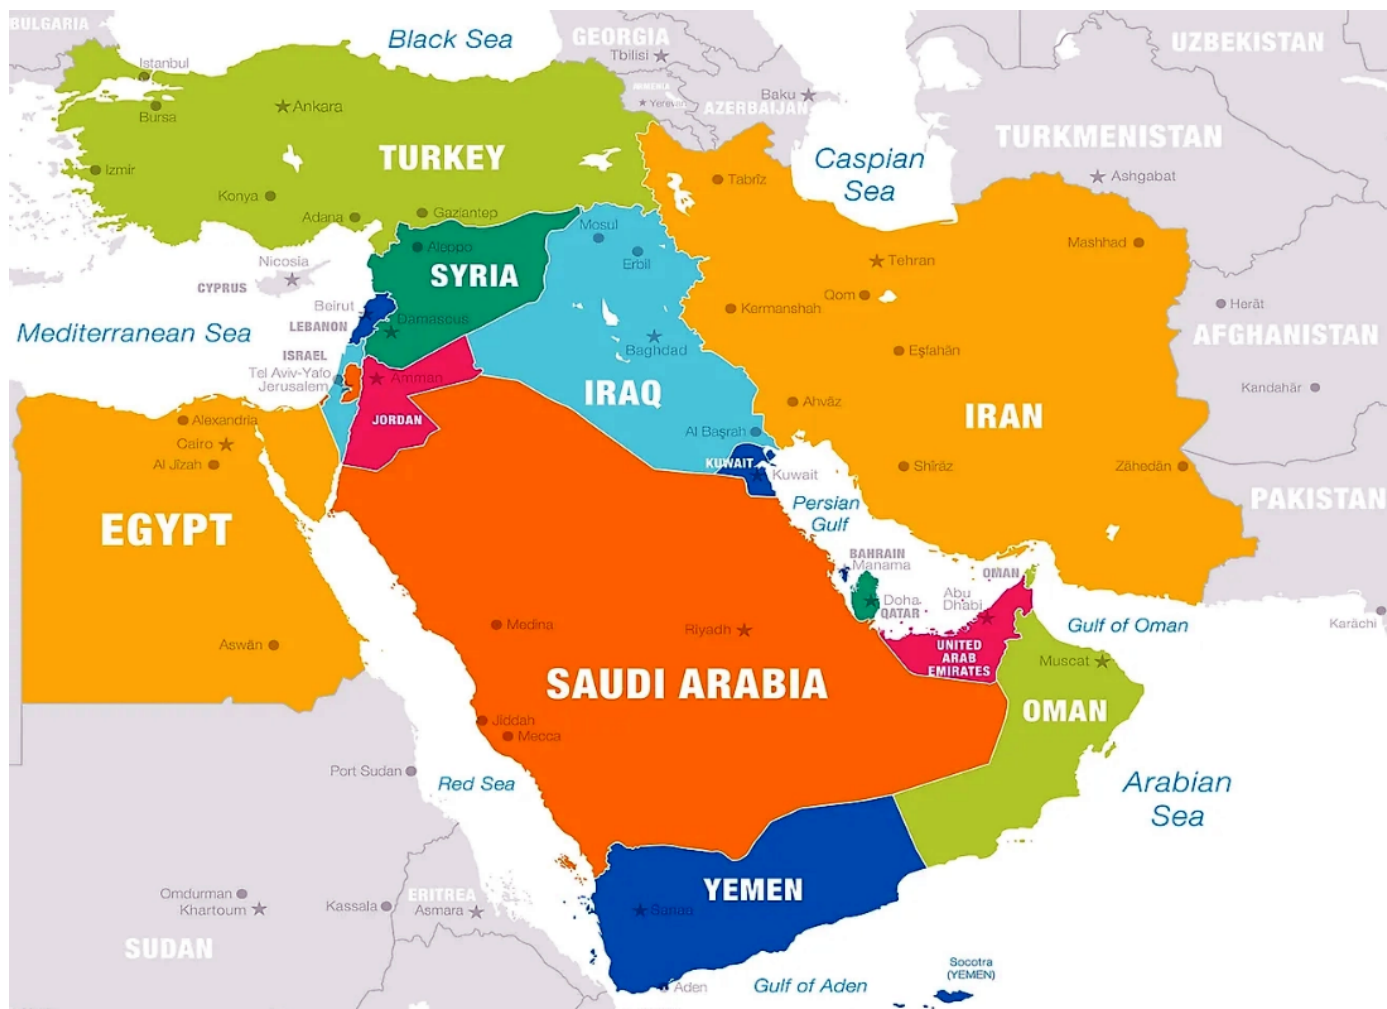 BULGARIA
Black Sea
GEORGIA
Tbilisi
UZBEKISTAN
Istanbul
Bursa
Ankara
ARMENIA
Yerevan
Baku
AZERBAIJAN
TURKMENISTAN
Ashgabat
TURKEY
Caspian
Sea
Izmir
Konya
Adana
Gaziantep
Tabrīz
Mosul
Erbil
Mashhad
Aleppo
SYRIA
Nicosia
CYPRUS
Tehran
Qom
Kermanshah
Herāt
AFGHANISTAN
Beirut
LEBANON
Damascus
Mediterranean Sea
Baghdad
Eşfahān
ISRAEL
Tel Aviv-Yafo
Jerusalem
Amman
JORDAN
IRAQ
Ahvāz
IRAN
Kandahār
Alexandria
Cairo
Al Jīzah
Al Başrah
KUWAIT
Kuwait
Shīrāz
Zāhedān
PAKISTAN
EGYPT
Persian
Gulf
BAHRAIN
Manama
OMAN
Doha
QATAR
Abu
Dhabi
Gulf of Oman
Karāchi
Aswān
Medina
Riyadh
UNITED
ARAB
EMIRATES
Muscat
SAUDI ARABIA
OMAN
Jiddah
Mecca
Port Sudan
Red Sea
Arabian
Sea
Omdurman
Khartoum
Kassala
ERITREA
Asmara
YEMEN
Sanaa
SUDAN
Aden
Gulf of Aden
Socotra
(YEMEN)